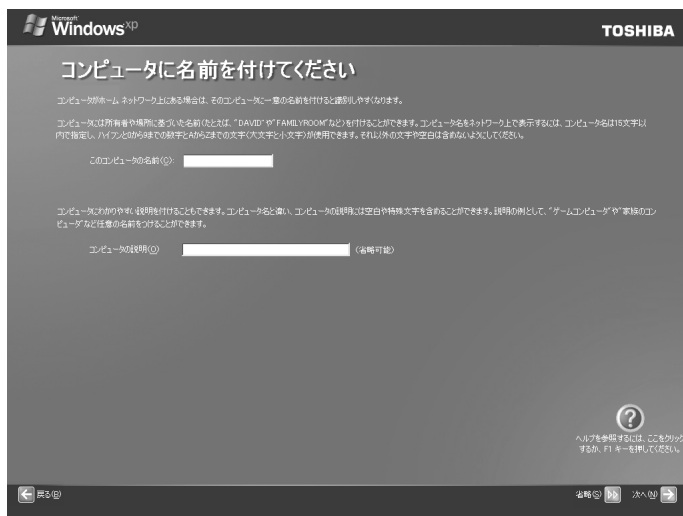 Microsoft
Windows xp
TOSHIBA
コンピュータに名前を付けてください
コンピュータがホーム ネットワーク上にある場合は、そのコンピュータに一意の名前を付けると識別しやすくなります。
コンピュータには所有者や場所に基づいた名前(たとえば、"DAVID" や"FAMILYROOM" など)を付けることができます。コンピュータ名をネットワーク上で表示するには、コンピュータ名は15文字以
内で指定し、ハイフンと0から9までの数字とAからZまでの文字(大文字と小文字)が使用できます。それ以外の文字や空白は含めないようにしてください。
このコンピュータの名前(Q):
コンピュータにわかりやすい説明を付けることもできます。コンピュータ名と違い、コンピュータの説明には空白や特殊文字を含めることができます。説明の例として、"ゲームコンピュータ"や"家族のコン
ピュータ"など任意の名前をつけることができます。
コンピュータの説明(O) (省略可能)
ヘルプを参照するには、ここをクリック
するか、F1 キーを押してください。
戻る(B) 省略(S) 次へ(N)